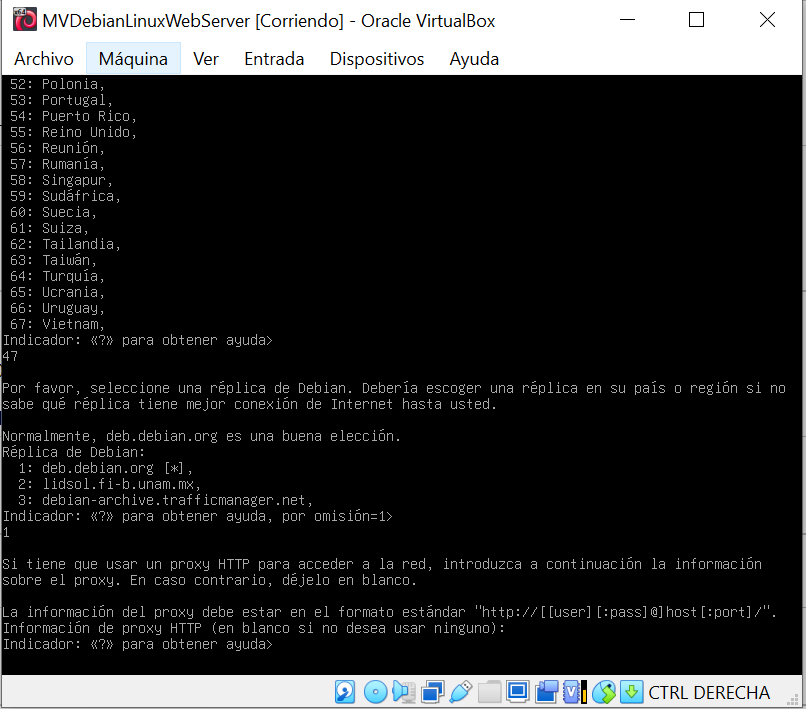 MVDebianLinuxWebServer [Corriendo] - Oracle VirtualBox
Archivo Máquina Ver Entrada Dispositivos Ayuda
52: Polonia,
53: Portugal,
54: Puerto Rico,
55: Reino Unido,
56: Reunión,
57: Rumanía,
58: Singapur,
59: Sudáfrica,
60: Suecia,
61: Suiza,
62: Tailandia,
63: Taiwán,
64: Turquía,
65: Ucrania,
66: Uruguay,
67: Vietnam,
Indicador: «?» para obtener ayuda>
47
Por favor, seleccione una réplica de Debian. Debería escoger una réplica en su país o región si no
sabe qué réplica tiene mejor conexión de Internet hasta usted.
Normalmente, deb.debian.org es una buena elección.
Réplica de Debian:
1: deb.debian.org [*],
2: lidsol.fi-b.unam.mx,
3: debian-archive.trafficmanager.net,
Indicador: «?» para obtener ayuda, por omisión=1>
1
Si tiene que usar un proxy HTTP para acceder a la red, introduzca a continuación la información
sobre el proxy. En caso contrario, déjelo en blanco.
La información del proxy debe estar en el formato estándar "http://[[user][:pass]@]host[:port]/".
Información de proxy HTTP (en blanco si no desea usar ninguno):
Indicador: «?» para obtener ayuda>
CTRL DERECHA